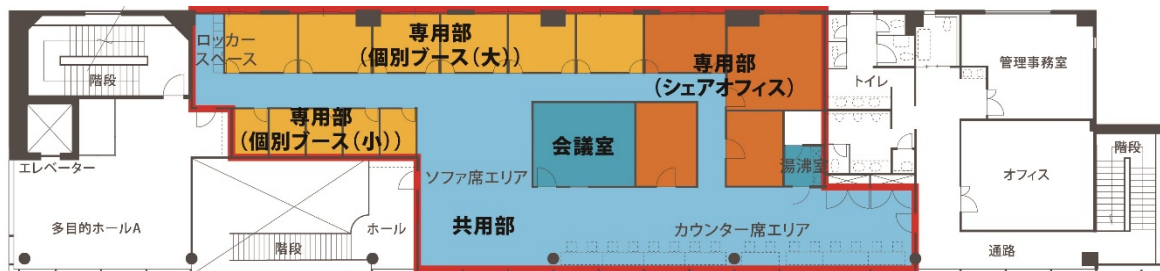 ロッカー
スペース
専用部
(個別ブース(大))
専用部
(シェアオフィス)
階段
トイレ
管理事務室
専用部
(個別ブース(小))
会議室
湯沸室
階段
エレベーター
ソファ席エリア
オフィス
多目的ホールA
階段
ホール
共用部
カウンター席エリア
通路